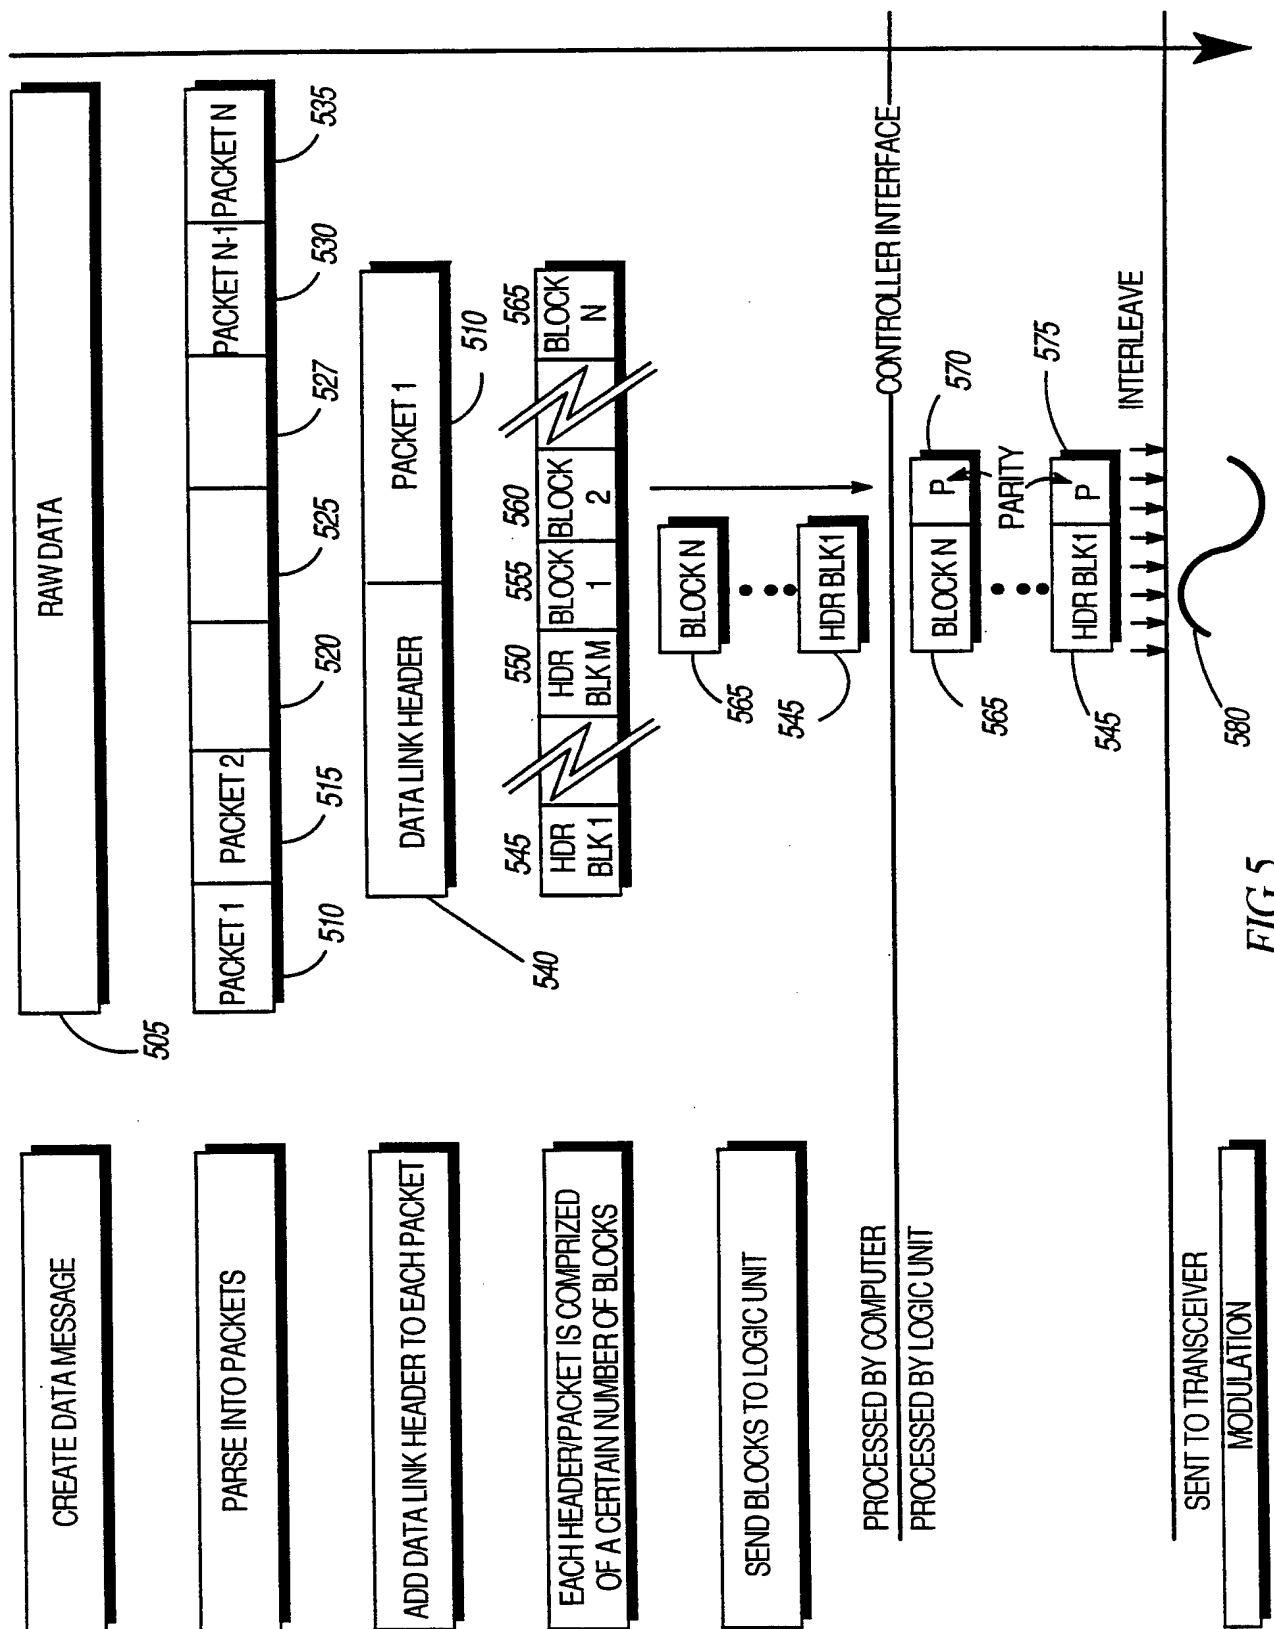 CREATE DATA MESSAGE
RAW DATA
505
PARSE INTO PACKETS
PACKET 1
PACKET 2
PACKET N-1
PACKET N
510
515
520
525
527
530
535
ADD DATA LINK HEADER TO EACH PACKET
DATA LINK HEADER
PACKET 1
540
510
EACH HEADER/PACKET IS COMPRIZED
OF A CERTAIN NUMBER OF BLOCKS
545
550
555
560
565
HDR
BLK 1
HDR
BLK M
BLOCK
1
BLOCK
2
BLOCK
N
SEND BLOCKS TO LOGIC UNIT
BLOCK N
565
HDR BLK1
545
PROCESSED BY COMPUTER
CONTROLLER INTERFACE
PROCESSED BY LOGIC UNIT
BLOCK N
P
565
570
PARITY
HDR BLK1
P
545
575
INTERLEAVE
SENT TO TRANSCEIVER
MODULATION
580
FIG 5